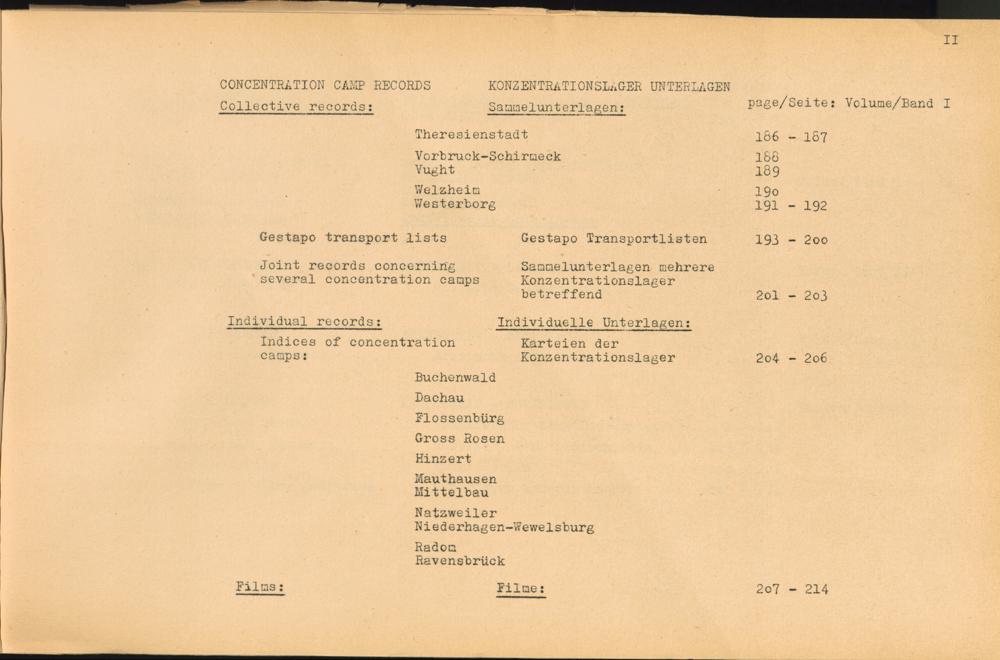 II
CONCENTRATION CAMP RECORDS KONZENTRATIONSLAGER UNTERLAGEN
Collective records: Sammelunterlagen: page/Seite: Volume/Band I
Theresienstadt 186 - 187
Vorbruck-Schirmeck 188
Vught 189
Welzheim 19o
Westerborg 191 - 192
Gestapo transport lists Gestapo Transportlisten 193 - 2oo
Joint records concerning Sammelunterlagen mehrere
several concentration camps Konzentrationslager
betreffend 2o1 - 2o3
Individual records: Individuelle Unterlagen:
Indices of concentration Karteien der
camps: Konzentrationslager 2o4 - 2o6
Buchenwald
Dachau
Flossenbürg
Gross Rosen
Hinzert
Mauthausen
Mittelbau
Natzweiler
Niederhagen-Wewelsburg
Radom
Ravensbrück
Films: Filme: 2o7 - 214